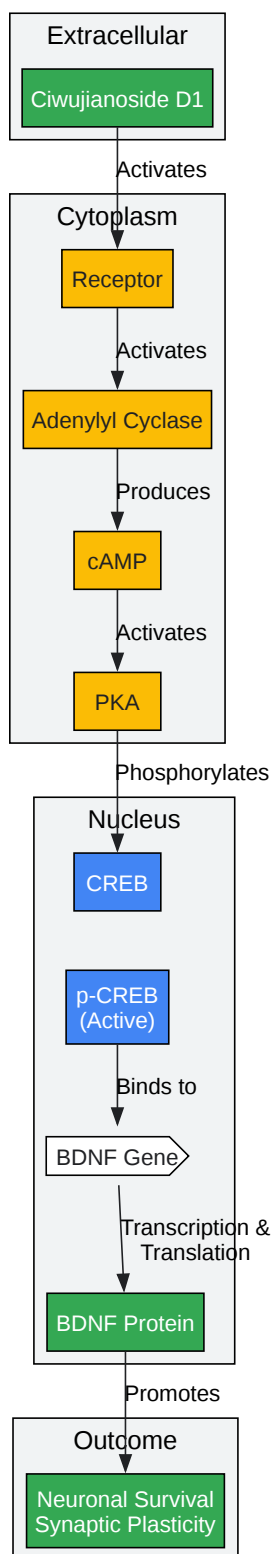 Extracellular
Ciwujianoside D1
Activates
Cytoplasm
Receptor
Activates
Adenylyl Cyclase
Produces
cAMP
Activates
PKA
Phosphorylates
Nucleus
CREB
p-CREB
(Active)
Binds to
BDNF Gene
Transcription &
Translation
BDNF Protein
Promotes
Outcome
Neuronal Survival
Synaptic Plasticity